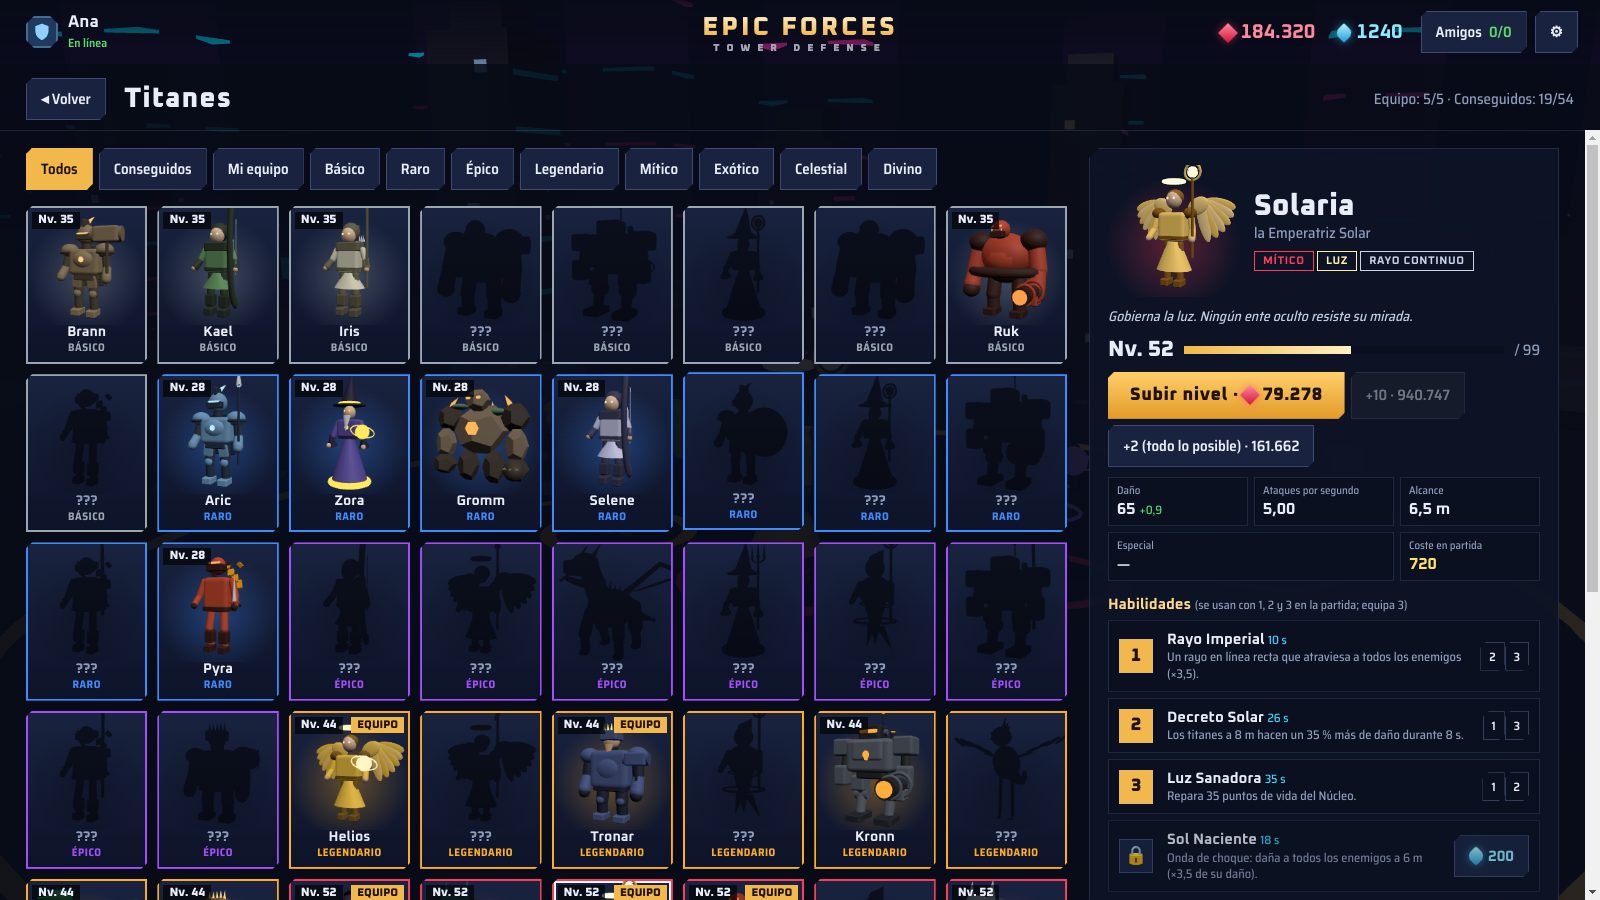 Ana
En línea
EPIC FORCES
TOWER DEFENSE
184.320
1240
Amigos 0/0
Volver
Titanes
Equipo: 5/5 · Conseguidos: 19/54
Todos
Conseguidos
Mi equipo
Básico
Raro
Épico
Legendario
Mítico
Exótico
Celestial
Divino
Nv. 35
Brann
BÁSICO
Nv. 35
Kael
BÁSICO
Nv. 35
Iris
BÁSICO
???
BÁSICO
???
BÁSICO
???
BÁSICO
???
BÁSICO
Nv. 35
Ruk
BÁSICO
???
BÁSICO
Nv. 28
Aric
RARO
Nv. 28
Zora
RARO
Nv. 28
Gromm
RARO
Nv. 28
Selene
RARO
???
RARO
???
RARO
???
RARO
???
RARO
Nv. 28
Pyra
RARO
???
ÉPICO
???
ÉPICO
???
ÉPICO
???
ÉPICO
???
ÉPICO
???
ÉPICO
???
ÉPICO
???
ÉPICO
Nv. 44 EQUIPO
Helios
LEGENDARIO
???
LEGENDARIO
Nv. 44 EQUIPO
Tronar
LEGENDARIO
???
LEGENDARIO
Nv. 44
Kronn
LEGENDARIO
???
LEGENDARIO
Nv. 44
Nv. 44
Nv. 52 EQUIPO
Nv. 52
Nv. 52 EQUIPO
Nv. 52 EQUIPO
Nv. 52
Solaria
la Emperatriz Solar
MÍTICO LUZ RAYO CONTINUO
Gobierna la luz. Ningún ente oculto resiste su mirada.
Nv. 52 / 99
Subir nivel · 79.278
+10 · 940.747
+2 (todo lo posible) · 161.662
Daño
65 +0,9
Ataques por segundo
5,00
Alcance
6,5 m
Especial
—
Coste en partida
720
Habilidades (se usan con 1, 2 y 3 en la partida; equipa 3)
1
Rayo Imperial 10 s
Un rayo en línea recta que atraviesa a todos los enemigos
(×3,5).
2 3
2
Decreto Solar 26 s
Los titanes a 8 m hacen un 35 % más de daño durante 8 s.
1 3
3
Luz Sanadora 35 s
Repara 35 puntos de vida del Núcleo.
1 2
Sol Naciente 18 s
Onda de choque: daña a todos los enemigos a 6 m
(×3,5 de su daño).
200